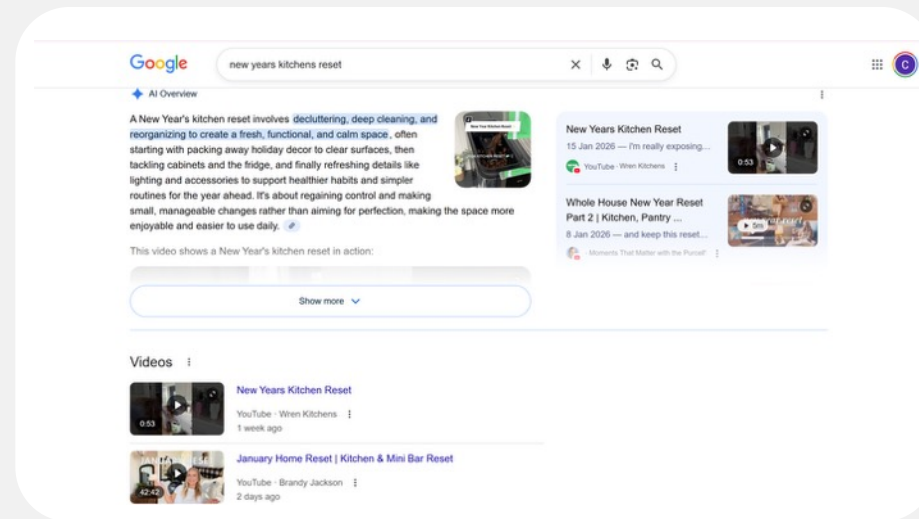 Google
new years kitchens reset
C
AI Overview
A New Year's kitchen reset involves decluttering, deep cleaning, and
reorganizing to create a fresh, functional, and calm space, often
starting with packing away holiday decor to clear surfaces, then
tackling cabinets and the fridge, and finally refreshing details like
lighting and accessories to support healthier habits and simpler
routines for the year ahead. It's about regaining control and making
small, manageable changes rather than aiming for perfection, making the space more
enjoyable and easier to use daily.
This video shows a New Year's kitchen reset in action:
Show more
New Years Kitchen Reset
15 Jan 2026 — i'm really exposing...
YouTube · Wren Kitchens
0:53
Whole House New Year Reset
Part 2 | Kitchen, Pantry ...
8 Jan 2026 — and keep this reset...
Moments That Matter with the Purcell'
5m
Videos
New Years Kitchen Reset
YouTube · Wren Kitchens
1 week ago
0:53
January Home Reset | Kitchen & Mini Bar Reset
YouTube · Brandy Jackson
2 days ago
42:42